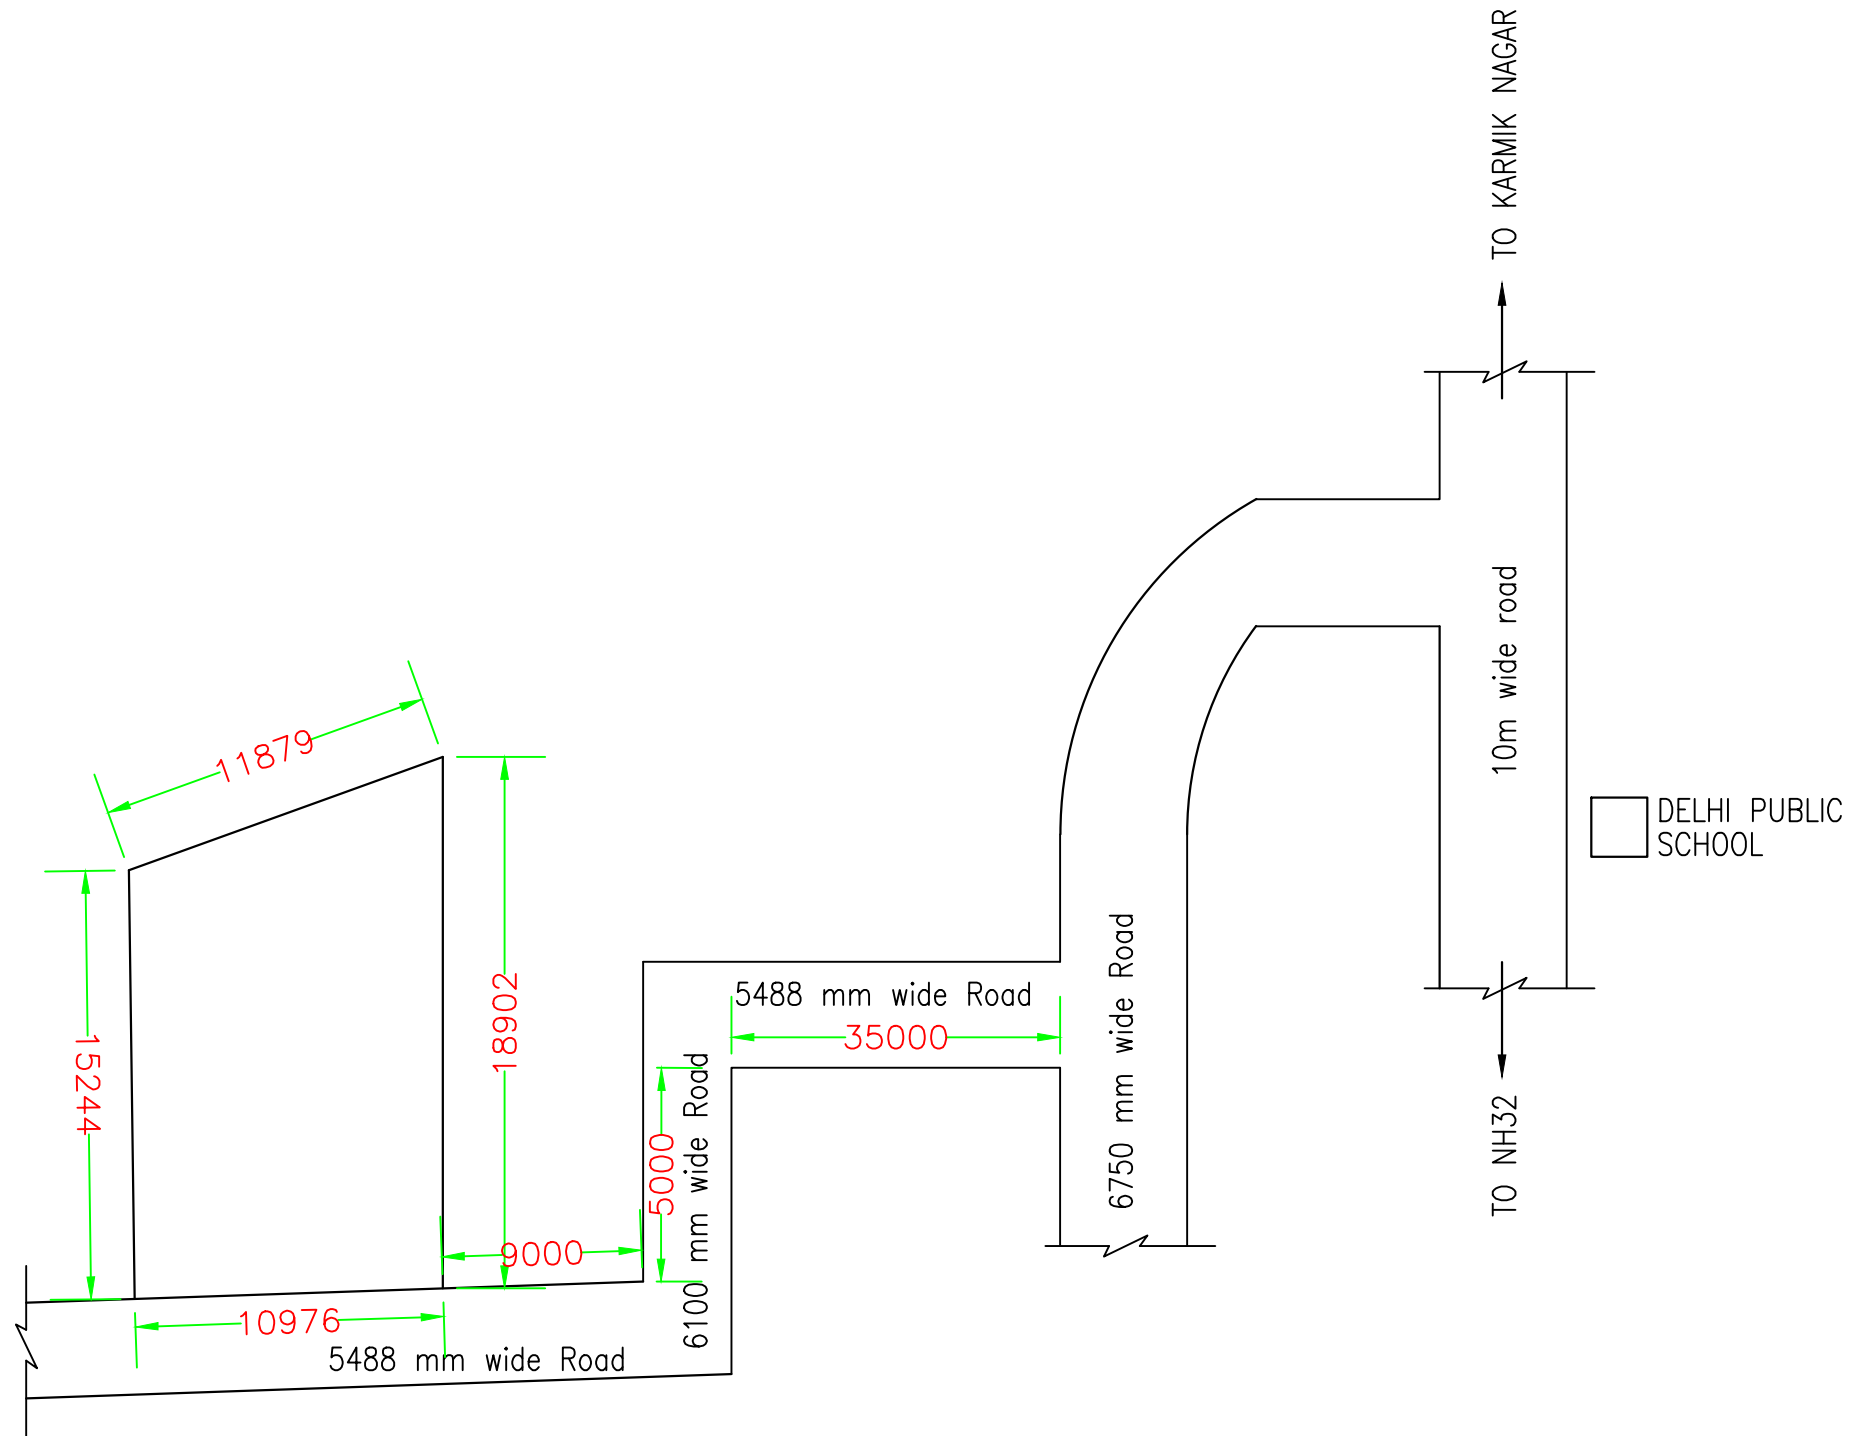 TO KARMIK NAGAR
10m wide road
DELHI PUBLIC
SCHOOL
11879
18902
15244
5488 mm wide Road
35000
6750 mm wide Road
5000
6100 mm wide Road
TO NH32
9000
10976
5488 mm wide Road